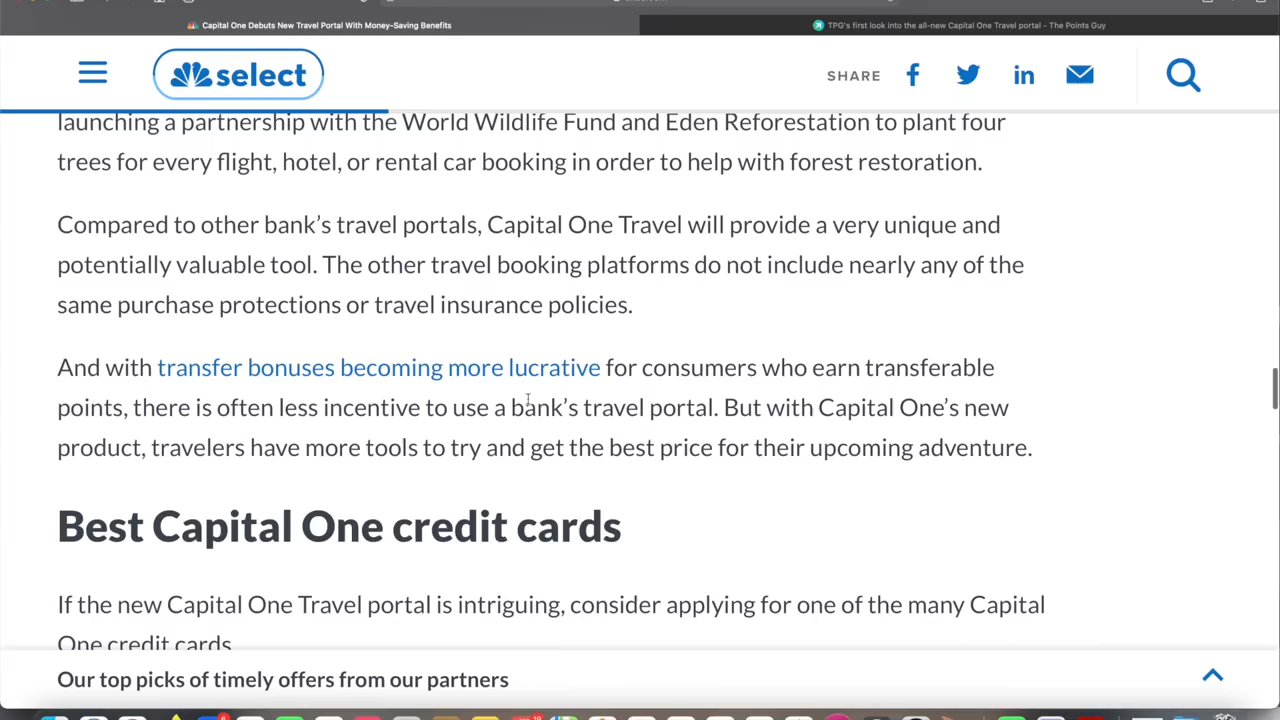 Capital One Debuts New Travel Portal With Money-Saving Benefits
TPG's first look into the all-new Capital One Travel portal - The Points Guy
select
SHARE
launching a partnership with the World Wildlife Fund and Eden Reforestation to plant four
trees for every flight, hotel, or rental car booking in order to help with forest restoration.
Compared to other bank’s travel portals, Capital One Travel will provide a very unique and
potentially valuable tool. The other travel booking platforms do not include nearly any of the
same purchase protections or travel insurance policies.
And with transfer bonuses becoming more lucrative for consumers who earn transferable
points, there is often less incentive to use a bank’s travel portal. But with Capital One’s new
product, travelers have more tools to try and get the best price for their upcoming adventure.
Best Capital One credit cards
If the new Capital One Travel portal is intriguing, consider applying for one of the many Capital
One credit cards
Our top picks of timely offers from our partners